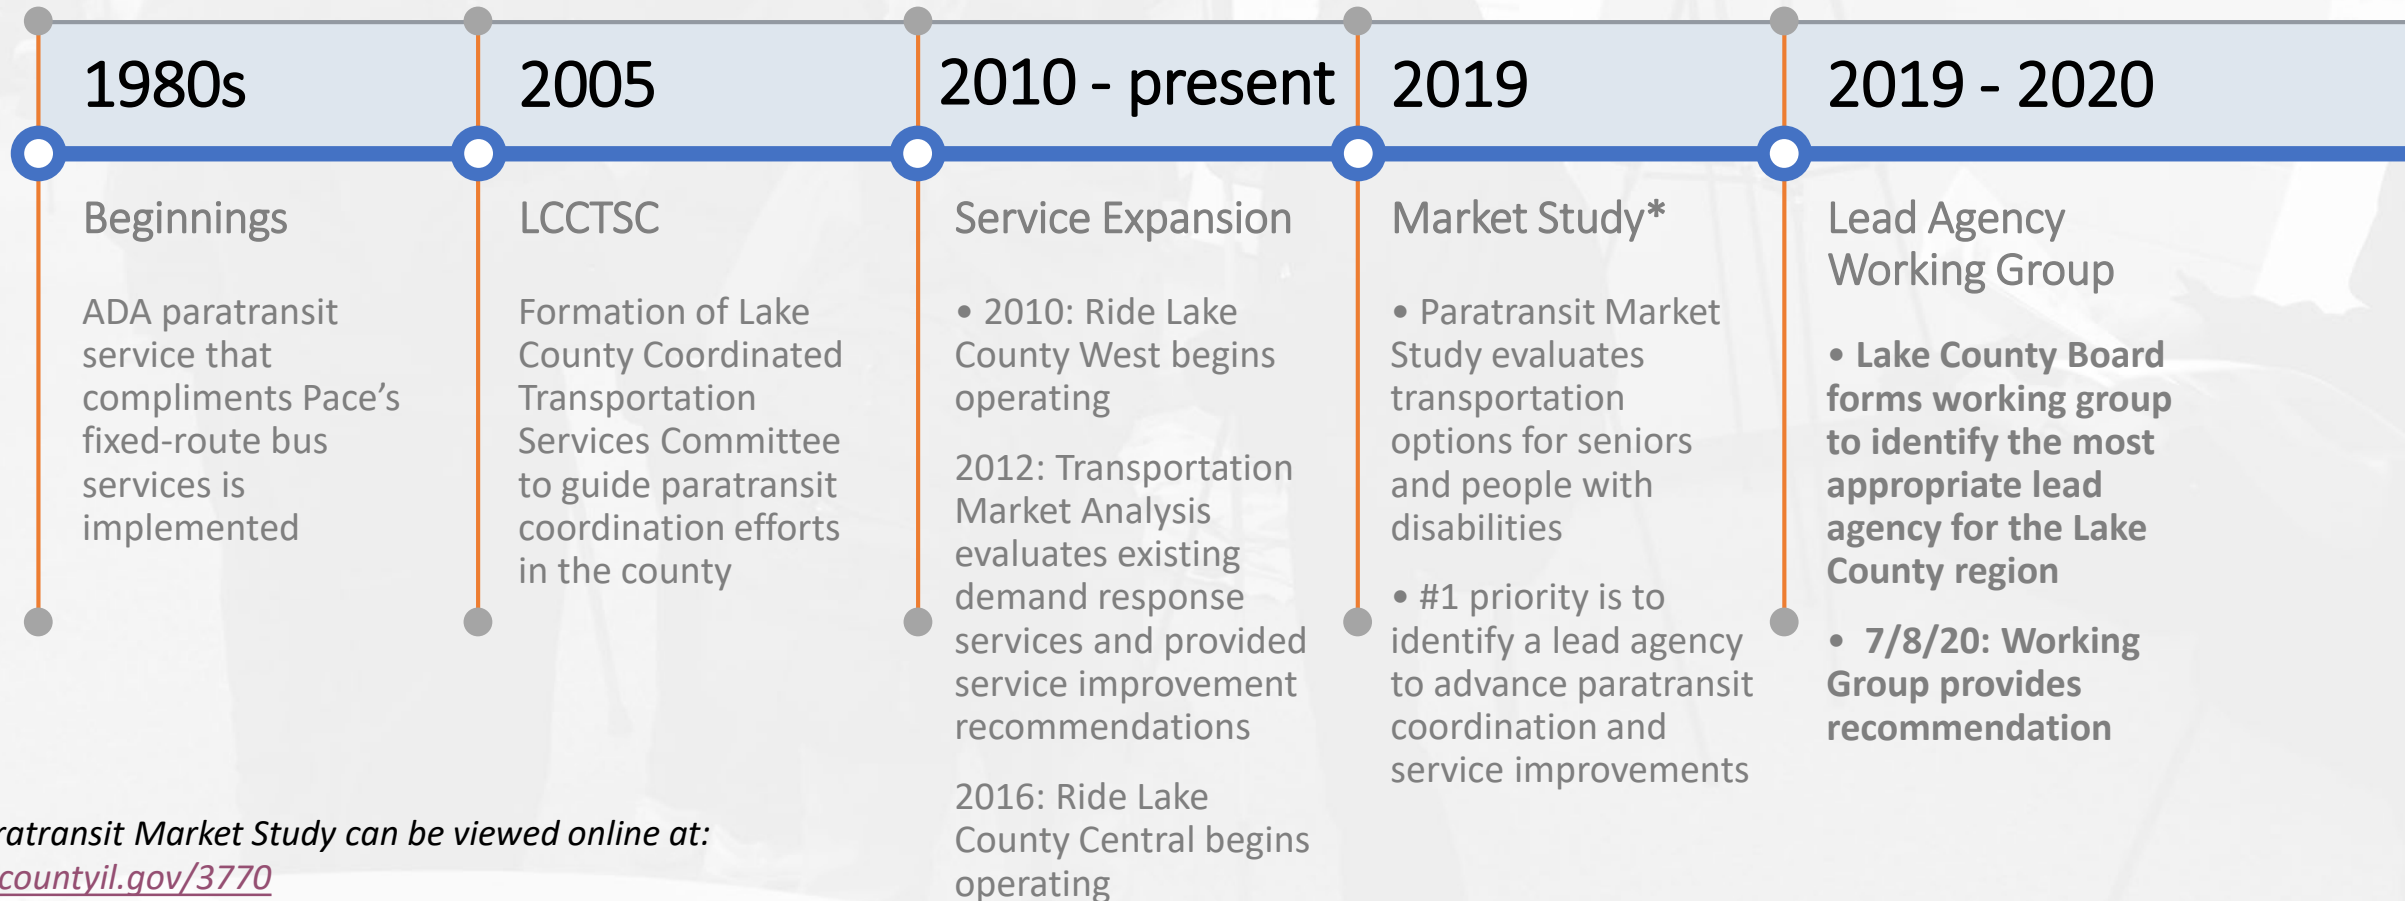 1980s
Beginnings
ADA paratransit
service that
compliments Pace's
fixed-route bus
services is
implemented
2005
LCCTSC
Formation of Lake
County Coordinated
Transportation
Services Committee
to guide paratransit
coordination efforts
in the county
2010 - present
Service Expansion
• 2010: Ride Lake
County West begins
operating
2012: Transportation
Market Analysis
evaluates existing
demand response
services and provided
service improvement
recommendations
2016: Ride Lake
County Central begins
operating
2019
Market Study*
• Paratransit Market
Study evaluates
transportation
options for seniors
and people with
disabilities
• #1 priority is to
identify a lead agency
to advance paratransit
coordination and
service improvements
2019 - 2020
Lead Agency
Working Group
• Lake County Board
forms working group
to identify the most
appropriate lead
agency for the Lake
County region
• 7/8/20: Working
Group provides
recommendation
ratransit Market Study can be viewed online at:
countyil.gov/3770